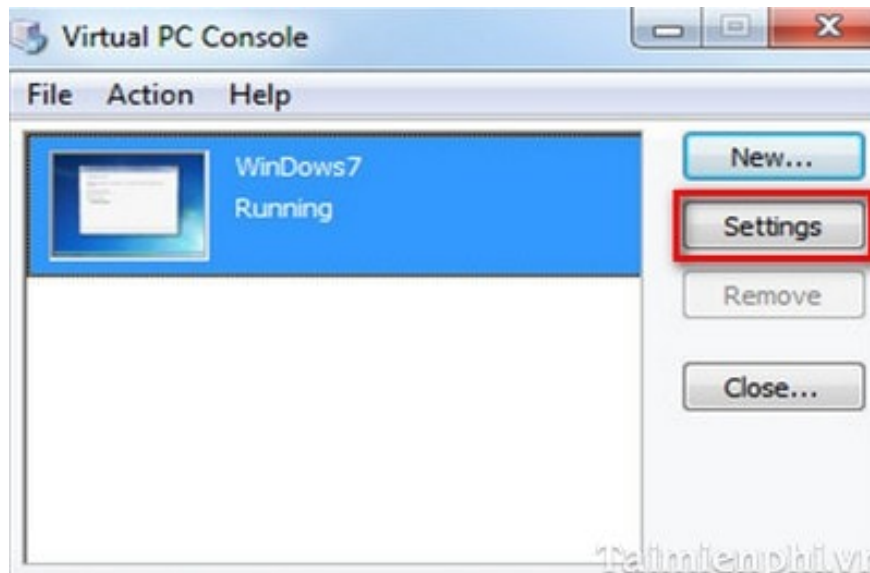 Virtual PC Console
File Action Help
WinDows7
Running
New...
Settings
Remove
Close...
Taimienphi.vn